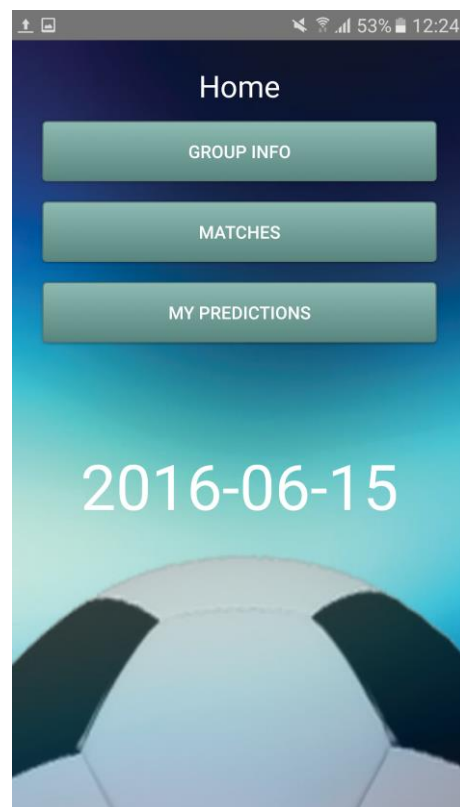 53% 12:24
Home
GROUP INFO
MATCHES
MY PREDICTIONS
2016-06-15